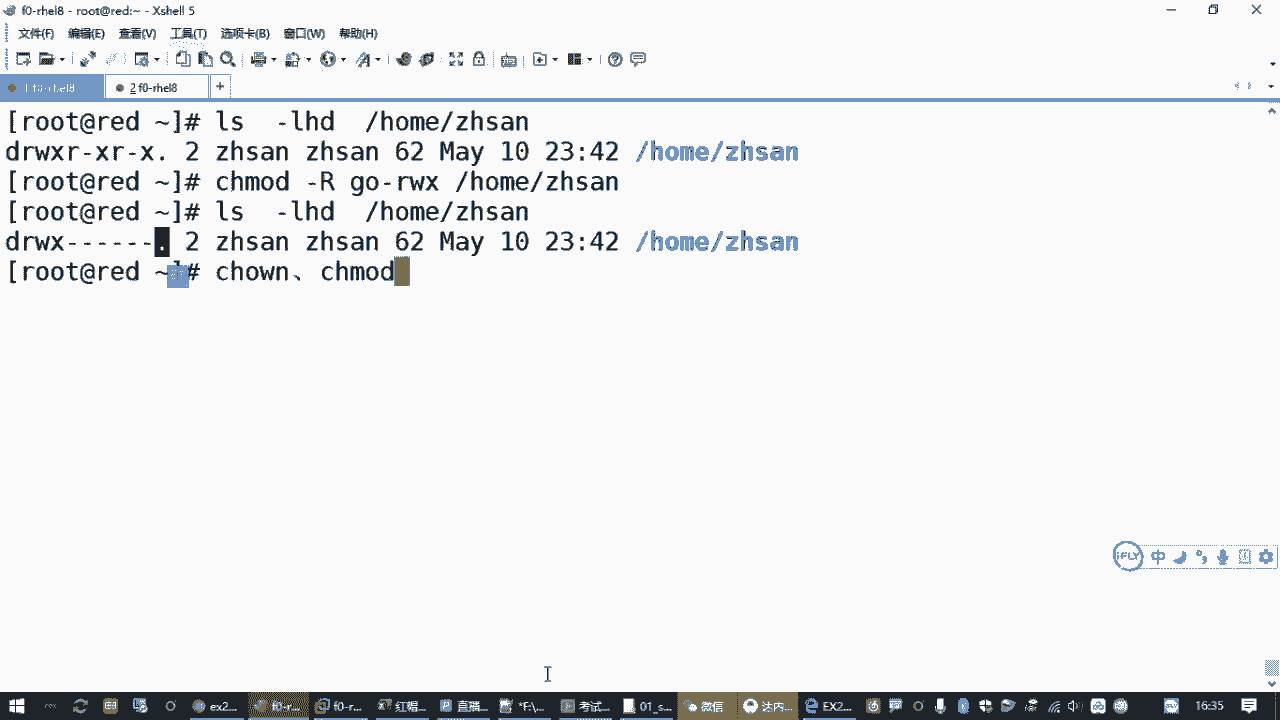 f0-rhel8 - root@red:~ - Xshell 5
文件(F) 编辑(E) 查看(V) 工具(T) 选项卡(B) 窗口(W) 帮助(H)
1 f0-rhel8 2 f0-rhel8 +
[root@red ~]# ls  -lhd  /home/zhsan
drwxr-xr-x. 2 zhsan zhsan 62 May 10 23:42 /home/zhsan
[root@red ~]# chmod -R go-rwx /home/zhsan
[root@red ~]# ls  -lhd  /home/zhsan
drwx------. 2 zhsan zhsan 62 May 10 23:42 /home/zhsan
[root@red ~]# chown、chmod
iFLY 中
ex2... f0-r... f0-r... 红帽... 直播... *F:\... 考试... 01_s... 微信 达内... EX2... 16:35